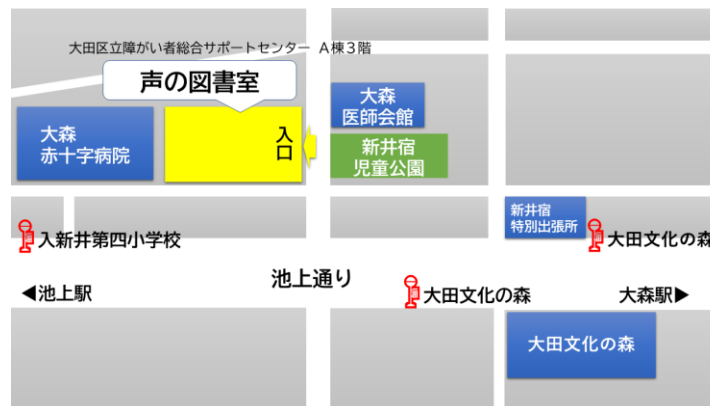 大田区立障がい者総合サポートセンター A棟3階
声の図書室
大森
赤十字病院
入口
大森
医師会館
新井宿
児童公園
新井宿
特別出張所
入新井第四小学校
大田文化の森
池上通り
◀池上駅
大田文化の森
大森駅▶
大田文化の森